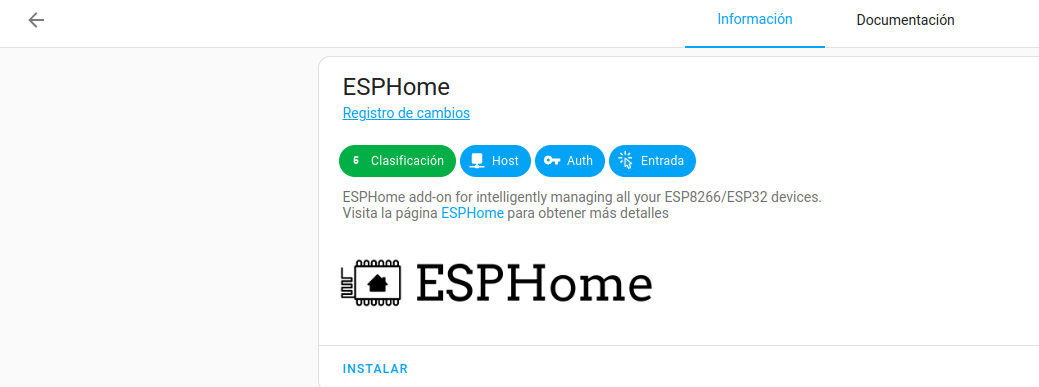 Información Documentación
ESPHome
Registro de cambios
6 Clasificación Host Auth Entrada
ESPHome add-on for intelligently managing all your ESP8266/ESP32 devices.
Visita la página ESPHome para obtener más detalles
ESPHome
INSTALAR